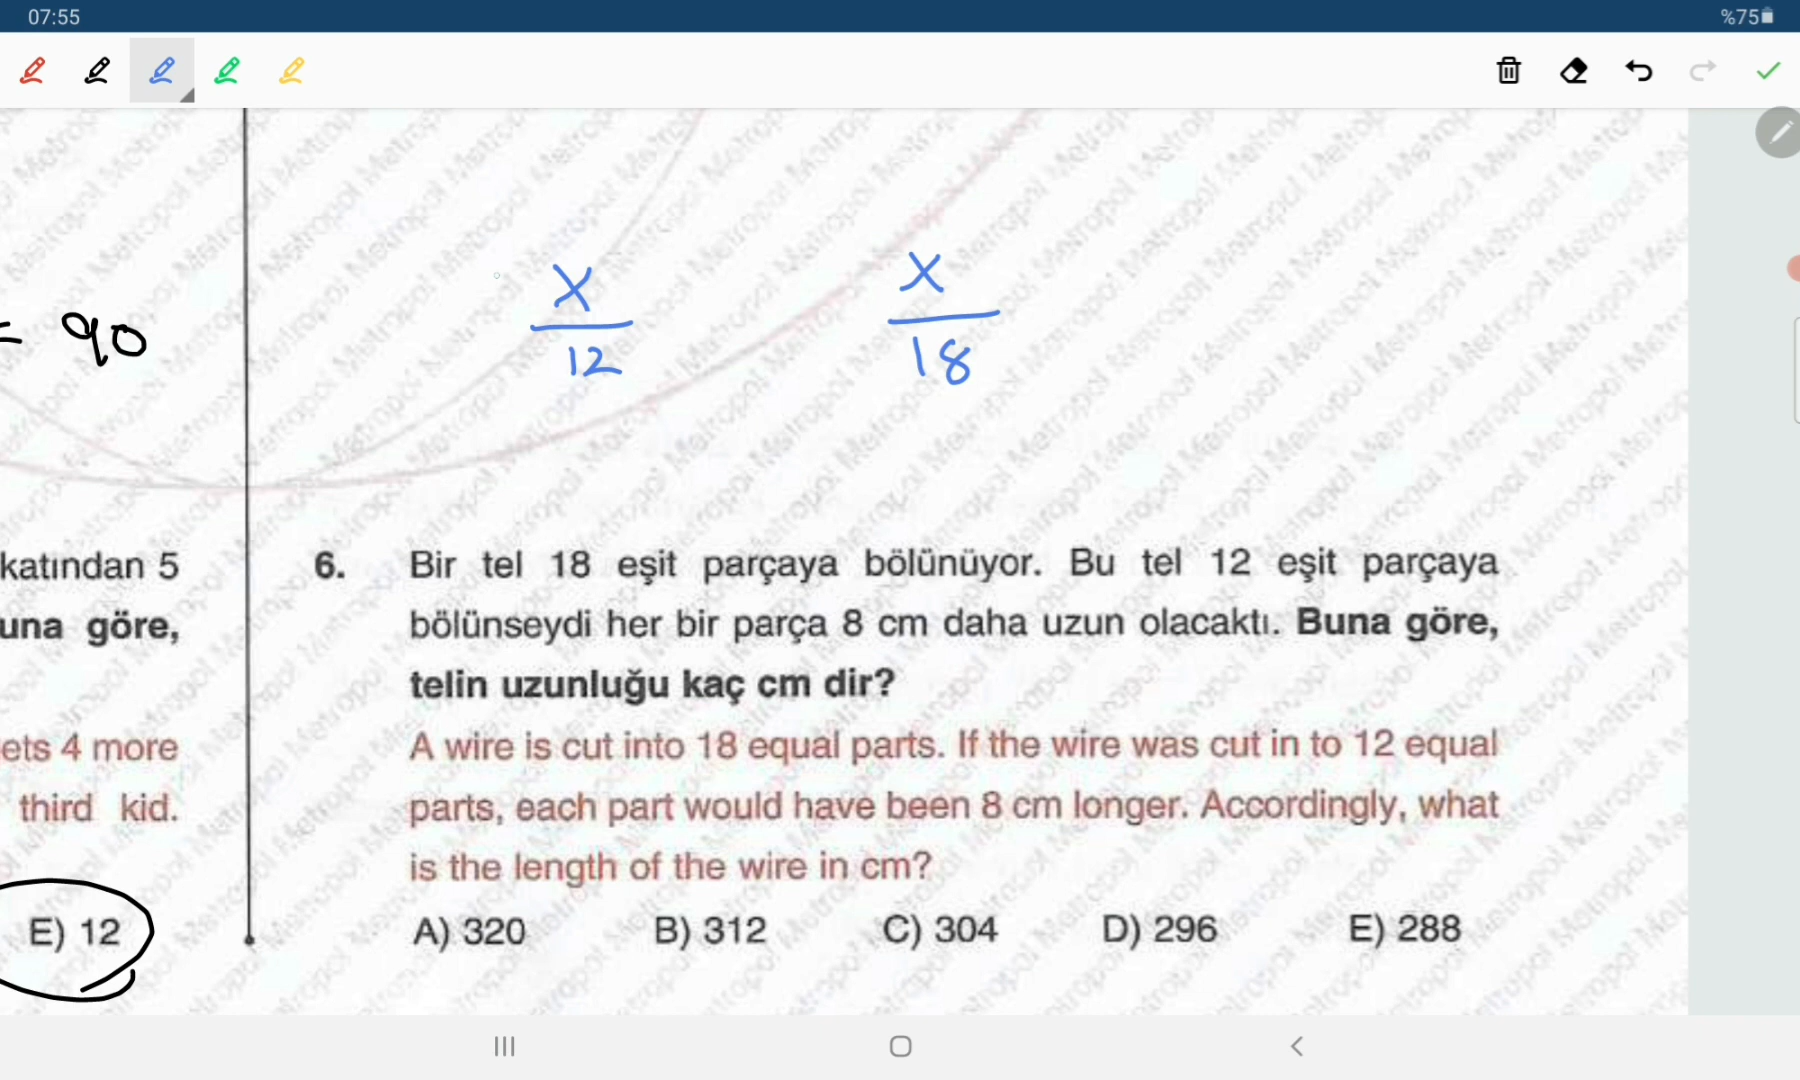 07:55
%75
X
12
X
18
= 90
katından 5
una göre,
ets 4 more
third kid.
E) 12
6. Bir tel 18 eşit parçaya bölünüyor. Bu tel 12 eşit parçaya
bölünseydi her bir parça 8 cm daha uzun olacaktı. Buna göre,
telin uzunluğu kaç cm dir?
A wire is cut into 18 equal parts. If the wire was cut in to 12 equal
parts, each part would have been 8 cm longer. Accordingly, what
is the length of the wire in cm?
A) 320 B) 312 C) 304 D) 296 E) 288
Metropol